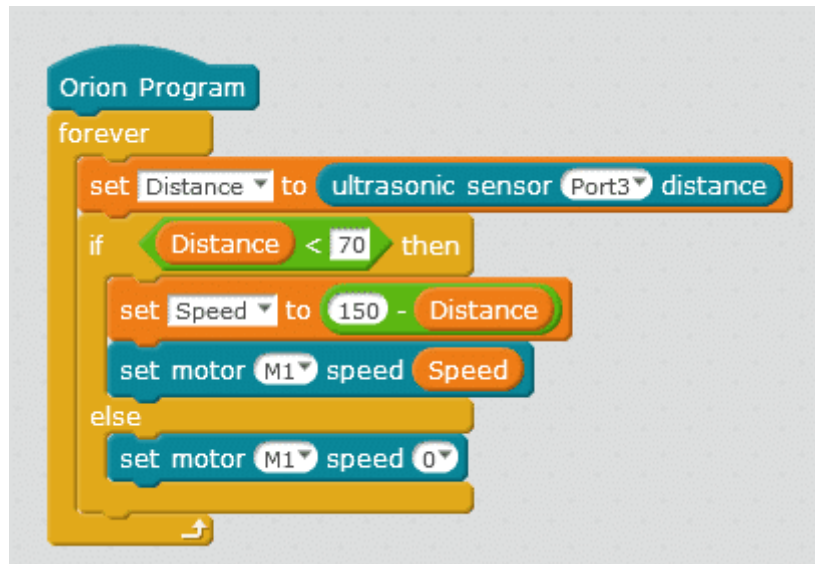 Orion Program
forever
set Distance to ultrasonic sensor Port3 distance
if Distance < 70 then
set Speed to 150 - Distance
set motor M1 speed Speed
else
set motor M1 speed 0